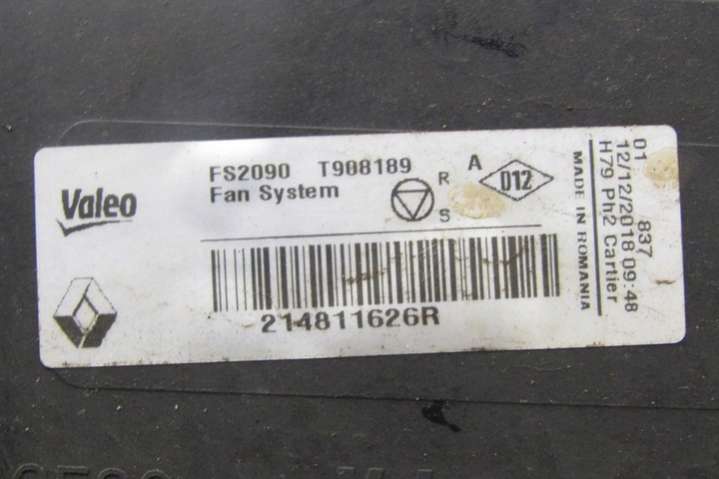 Valeo
FS2090 T908189
Fan System
R
S
A
D12
214811626R
MADE IN ROMANIA
01 837
12/12/2018 09:48
H79 Ph2 Cartier